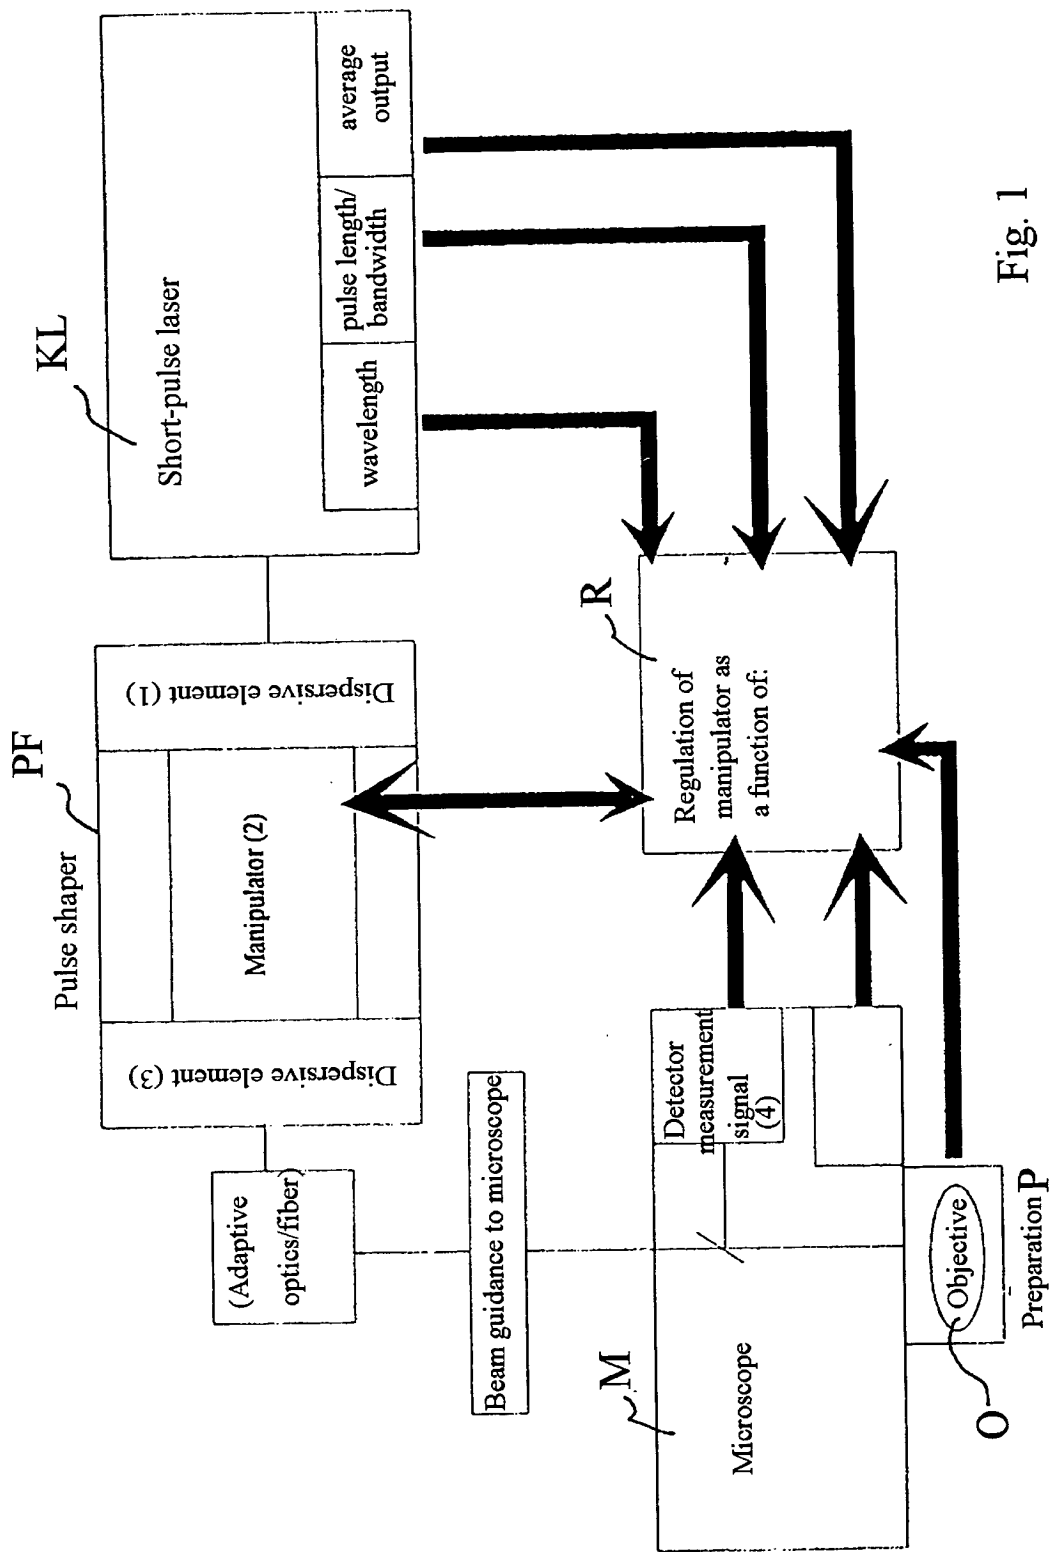 KL
Short-pulse laser
wavelength
pulse length/
bandwidth
average
output
PF
Pulse shaper
Dispersive element (3)
Manipulator (2)
Dispersive element (1)
(Adaptive
optics/fiber)
Beam guidance to microscope
R
Regulation of
manipulator as
a function of:
M
Microscope
Detector
measurement
signal
(4)
Objective
O
Preparation P
Fig. 1